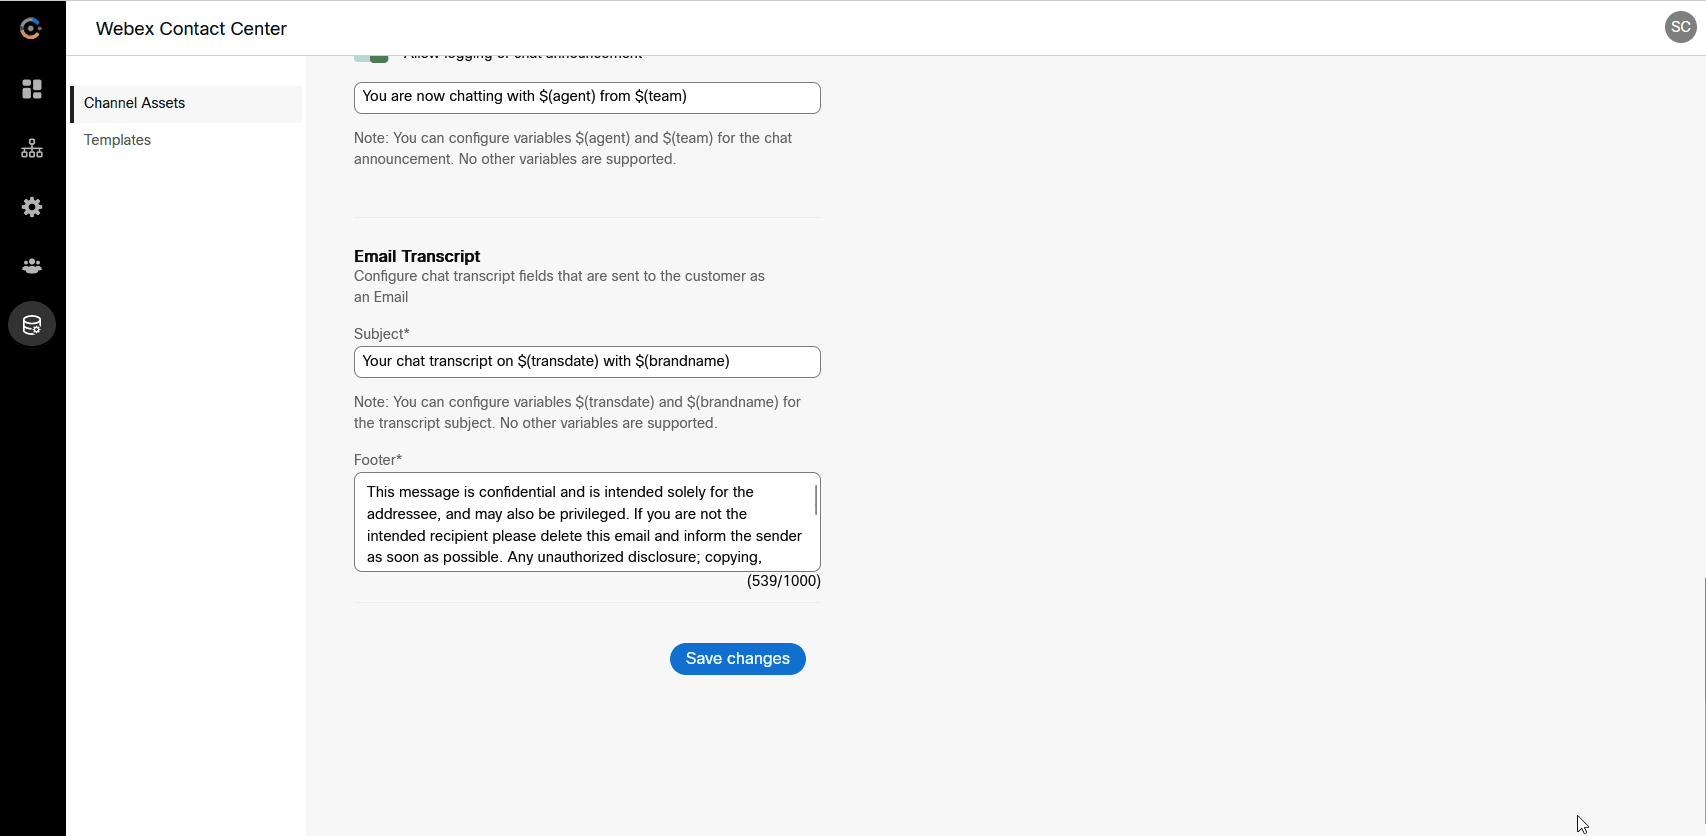 Webex Contact Center
SC
Channel Assets
Templates
Allow logging of chat announcement
You are now chatting with $(agent) from $(team)
Note: You can configure variables $(agent) and $(team) for the chat
announcement. No other variables are supported.
Email Transcript
Configure chat transcript fields that are sent to the customer as
an Email
Subject*
Your chat transcript on $(transdate) with $(brandname)
Note: You can configure variables $(transdate) and $(brandname) for
the transcript subject. No other variables are supported.
Footer*
This message is confidential and is intended solely for the
addressee, and may also be privileged. If you are not the
intended recipient please delete this email and inform the sender
as soon as possible. Any unauthorized disclosure; copying,
(539/1000)
Save changes